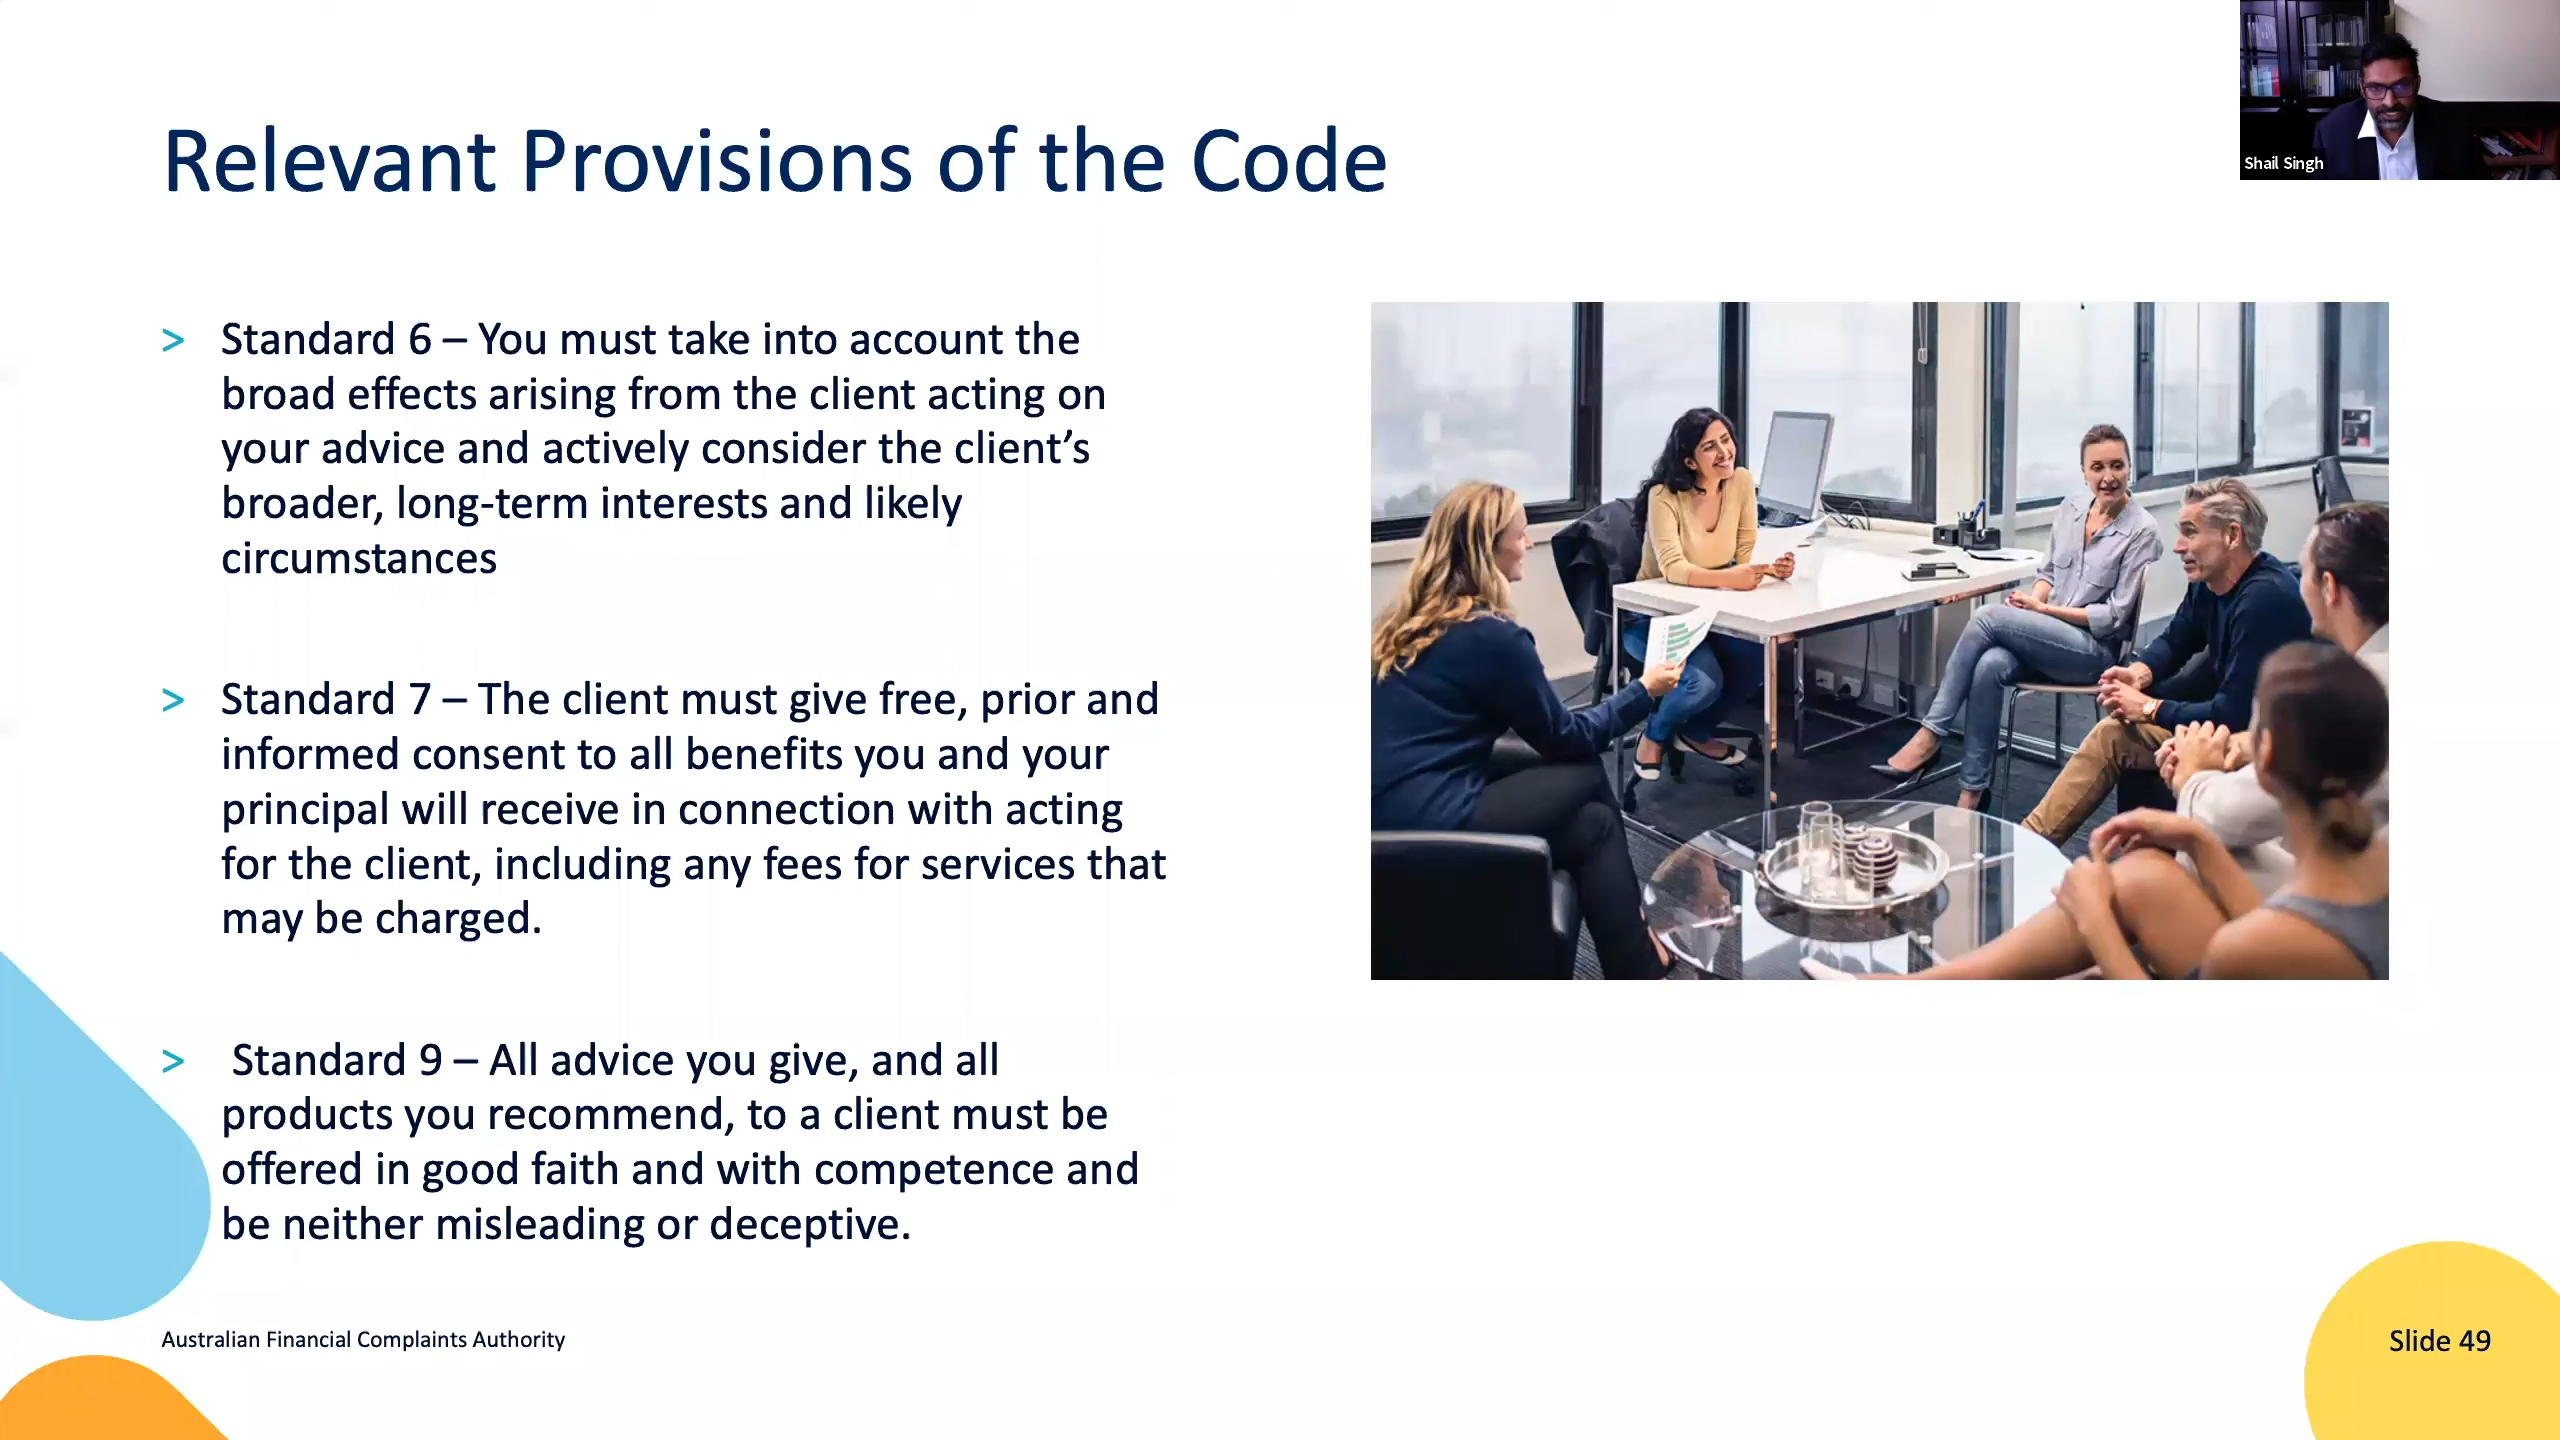 Relevant Provisions of the Code
Shail Singh
> Standard 6 – You must take into account the
broad effects arising from the client acting on
your advice and actively consider the client’s
broader, long-term interests and likely
circumstances
> Standard 7 – The client must give free, prior and
informed consent to all benefits you and your
principal will receive in connection with acting
for the client, including any fees for services that
may be charged.
> Standard 9 – All advice you give, and all
products you recommend, to a client must be
offered in good faith and with competence and
be neither misleading or deceptive.
Australian Financial Complaints Authority
Slide 49